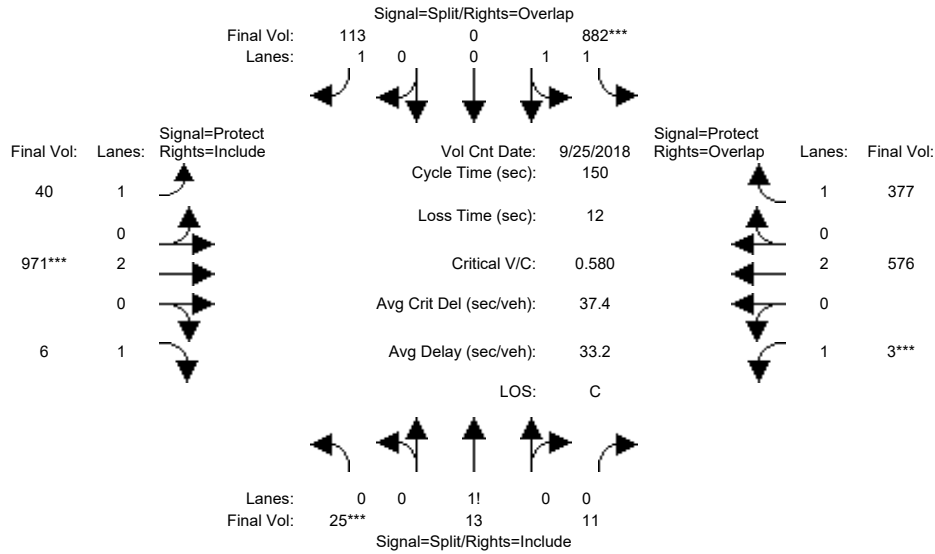 Signal=Split/Rights=Overlap
Final Vol: 113 0 882***
Lanes: 1 0 0 1 1
Signal=Protect
Final Vol: Lanes: Rights=Include
Vol Cnt Date: 9/25/2018
Signal=Protect
Rights=Overlap Lanes: Final Vol:
Cycle Time (sec): 150
40 1
1 377
Loss Time (sec): 12
0
0
971*** 2
Critical V/C: 0.580
2 576
0
Avg Crit Del (sec/veh): 37.4
0
6 1
Avg Delay (sec/veh): 33.2
1 3***
LOS: C
Lanes: 0 0 1! 0 0
Final Vol: 25*** 13 11
Signal=Split/Rights=Include